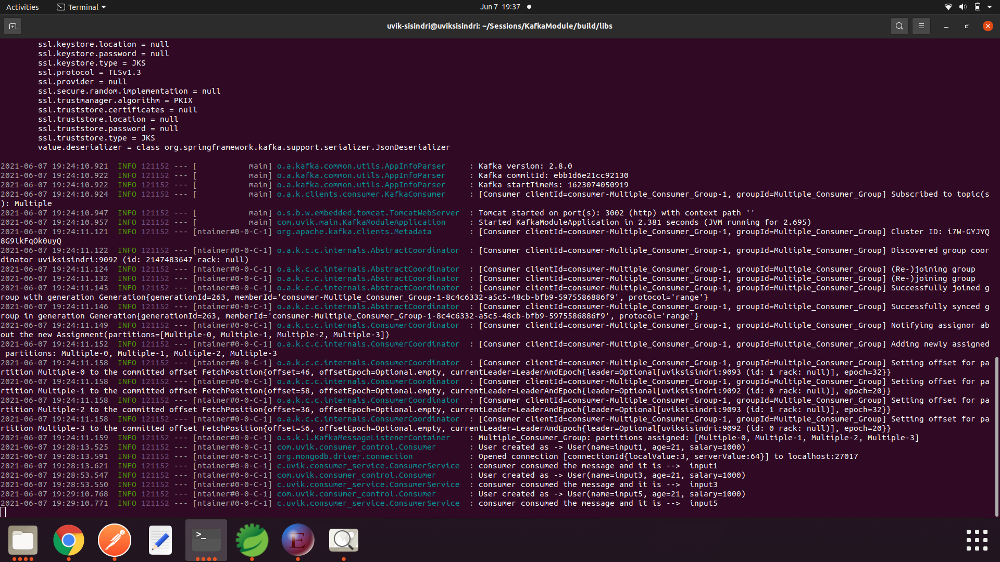 Activities
Terminal
Jun 7 19:37
uvik-sisindri@uviksisindri: ~/Sessions/KafkaModule/build/libs
ssl.keystore.location = null
ssl.keystore.password = null
ssl.keystore.type = JKS
ssl.protocol = TLSv1.3
ssl.provider = null
ssl.secure.random.implementation = null
ssl.trustmanager.algorithm = PKIX
ssl.truststore.certificates = null
ssl.truststore.location = null
ssl.truststore.password = null
ssl.truststore.type = JKS
value.deserializer = class org.springframework.kafka.support.serializer.JsonDeserializer
2021-06-07 19:24:10.921  INFO 121152 --- [           main] o.a.kafka.common.utils.AppInfoParser     : Kafka version: 2.8.0
2021-06-07 19:24:10.922  INFO 121152 --- [           main] o.a.kafka.common.utils.AppInfoParser     : Kafka commitId: ebb1d6e21cc92130
2021-06-07 19:24:10.922  INFO 121152 --- [           main] o.a.kafka.common.utils.AppInfoParser     : Kafka startTimeMs: 1623074050919
2021-06-07 19:24:10.924  INFO 121152 --- [           main] o.a.k.clients.consumer.KafkaConsumer     : [Consumer clientId=consumer-Multiple_Consumer_Group-1, groupId=Multiple_Consumer_Group] Subscribed to topic(s
): Multiple
2021-06-07 19:24:10.947  INFO 121152 --- [           main] o.s.b.w.embedded.tomcat.TomcatWebServer  : Tomcat started on port(s): 3002 (http) with context path ''
2021-06-07 19:24:10.957  INFO 121152 --- [           main] com.uvik.main.KafkaModuleApplication     : Started KafkaModuleApplication in 2.381 seconds (JVM running for 2.695)
2021-06-07 19:24:11.121  INFO 121152 --- [ntainer#0-0-C-1] org.apache.kafka.clients.Metadata        : [Consumer clientId=consumer-Multiple_Consumer_Group-1, groupId=Multiple_Consumer_Group] Cluster ID: i7W-GYJYQ
8G9lkFqOk0uyQ
2021-06-07 19:24:11.122  INFO 121152 --- [ntainer#0-0-C-1] o.a.k.c.c.internals.AbstractCoordinator  : [Consumer clientId=consumer-Multiple_Consumer_Group-1, groupId=Multiple_Consumer_Group] Discovered group coor
dinator uviksisindri:9092 (id: 2147483647 rack: null)
2021-06-07 19:24:11.124  INFO 121152 --- [ntainer#0-0-C-1] o.a.k.c.c.internals.AbstractCoordinator  : [Consumer clientId=consumer-Multiple_Consumer_Group-1, groupId=Multiple_Consumer_Group] (Re-)joining group
2021-06-07 19:24:11.132  INFO 121152 --- [ntainer#0-0-C-1] o.a.k.c.c.internals.AbstractCoordinator  : [Consumer clientId=consumer-Multiple_Consumer_Group-1, groupId=Multiple_Consumer_Group] (Re-)joining group
2021-06-07 19:24:11.143  INFO 121152 --- [ntainer#0-0-C-1] o.a.k.c.c.internals.AbstractCoordinator  : [Consumer clientId=consumer-Multiple_Consumer_Group-1, groupId=Multiple_Consumer_Group] Successfully joined g
roup with generation Generation{generationId=263, memberId='consumer-Multiple_Consumer_Group-1-8c4c6332-a5c5-48cb-bfb9-5975586886f9', protocol='range'}
2021-06-07 19:24:11.146  INFO 121152 --- [ntainer#0-0-C-1] o.a.k.c.c.internals.AbstractCoordinator  : [Consumer clientId=consumer-Multiple_Consumer_Group-1, groupId=Multiple_Consumer_Group] Successfully synced g
roup in generation Generation{generationId=263, memberId='consumer-Multiple_Consumer_Group-1-8c4c6332-a5c5-48cb-bfb9-5975586886f9', protocol='range'}
2021-06-07 19:24:11.149  INFO 121152 --- [ntainer#0-0-C-1] o.a.k.c.c.internals.ConsumerCoordinator  : [Consumer clientId=consumer-Multiple_Consumer_Group-1, groupId=Multiple_Consumer_Group] Notifying assignor ab
out the new Assignment(partitions=[Multiple-0, Multiple-1, Multiple-2, Multiple-3])
2021-06-07 19:24:11.152  INFO 121152 --- [ntainer#0-0-C-1] o.a.k.c.c.internals.ConsumerCoordinator  : [Consumer clientId=consumer-Multiple_Consumer_Group-1, groupId=Multiple_Consumer_Group] Adding newly assigned
 partitions: Multiple-0, Multiple-1, Multiple-2, Multiple-3
2021-06-07 19:24:11.158  INFO 121152 --- [ntainer#0-0-C-1] o.a.k.c.c.internals.ConsumerCoordinator  : [Consumer clientId=consumer-Multiple_Consumer_Group-1, groupId=Multiple_Consumer_Group] Setting offset for pa
rtition Multiple-0 to the committed offset FetchPosition{offset=46, offsetEpoch=Optional.empty, currentLeader=LeaderAndEpoch{leader=Optional[uviksisindri:9093 (id: 1 rack: null)], epoch=32}}
2021-06-07 19:24:11.158  INFO 121152 --- [ntainer#0-0-C-1] o.a.k.c.c.internals.ConsumerCoordinator  : [Consumer clientId=consumer-Multiple_Consumer_Group-1, groupId=Multiple_Consumer_Group] Setting offset for pa
rtition Multiple-1 to the committed offset FetchPosition{offset=58, offsetEpoch=Optional.empty, currentLeader=LeaderAndEpoch{leader=Optional[uviksisindri:9092 (id: 0 rack: null)], epoch=20}}
2021-06-07 19:24:11.158  INFO 121152 --- [ntainer#0-0-C-1] o.a.k.c.c.internals.ConsumerCoordinator  : [Consumer clientId=consumer-Multiple_Consumer_Group-1, groupId=Multiple_Consumer_Group] Setting offset for pa
rtition Multiple-2 to the committed offset FetchPosition{offset=36, offsetEpoch=Optional.empty, currentLeader=LeaderAndEpoch{leader=Optional[uviksisindri:9093 (id: 1 rack: null)], epoch=32}}
2021-06-07 19:24:11.158  INFO 121152 --- [ntainer#0-0-C-1] o.a.k.c.c.internals.ConsumerCoordinator  : [Consumer clientId=consumer-Multiple_Consumer_Group-1, groupId=Multiple_Consumer_Group] Setting offset for pa
rtition Multiple-3 to the committed offset FetchPosition{offset=56, offsetEpoch=Optional.empty, currentLeader=LeaderAndEpoch{leader=Optional[uviksisindri:9092 (id: 0 rack: null)], epoch=20}}
2021-06-07 19:24:11.159  INFO 121152 --- [ntainer#0-0-C-1] o.s.k.l.KafkaMessageListenerContainer    : Multiple_Consumer_Group: partitions assigned: [Multiple-0, Multiple-1, Multiple-2, Multiple-3]
2021-06-07 19:28:13.525  INFO 121152 --- [ntainer#0-0-C-1] com.uvik.consumer_control.Consumer       : User created as -> User(name=input1, age=21, salary=1000)
2021-06-07 19:28:13.591  INFO 121152 --- [ntainer#0-0-C-1] org.mongodb.driver.connection            : Opened connection [connectionId{localValue:3, serverValue:64}] to localhost:27017
2021-06-07 19:28:13.621  INFO 121152 --- [ntainer#0-0-C-1] c.uvik.consumer_service.ConsumerService  : consumer consumed the message and it is -->  input1
2021-06-07 19:28:53.547  INFO 121152 --- [ntainer#0-0-C-1] com.uvik.consumer_control.Consumer       : User created as -> User(name=input3, age=21, salary=1000)
2021-06-07 19:28:53.550  INFO 121152 --- [ntainer#0-0-C-1] c.uvik.consumer_service.ConsumerService  : consumer consumed the message and it is -->  input3
2021-06-07 19:29:10.768  INFO 121152 --- [ntainer#0-0-C-1] com.uvik.consumer_control.Consumer       : User created as -> User(name=input5, age=21, salary=1000)
2021-06-07 19:29:10.771  INFO 121152 --- [ntainer#0-0-C-1] c.uvik.consumer_service.ConsumerService  : consumer consumed the message and it is -->  input5